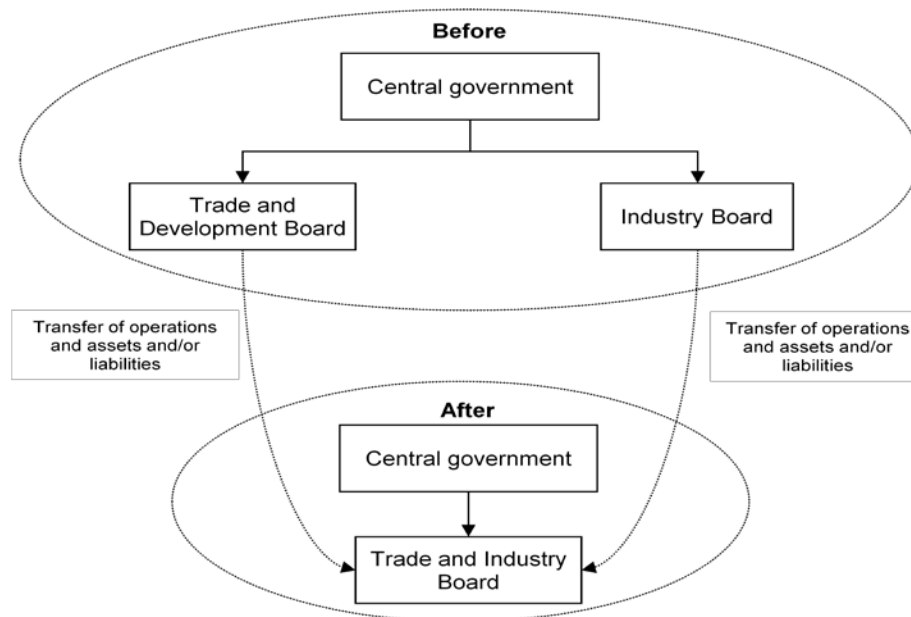 Before
Central government
Trade and
Development Board
Industry Board
Transfer of operations
and assets and/or
liabilities
Transfer of operations
and assets and/or
liabilities
After
Central government
Trade and Industry
Board